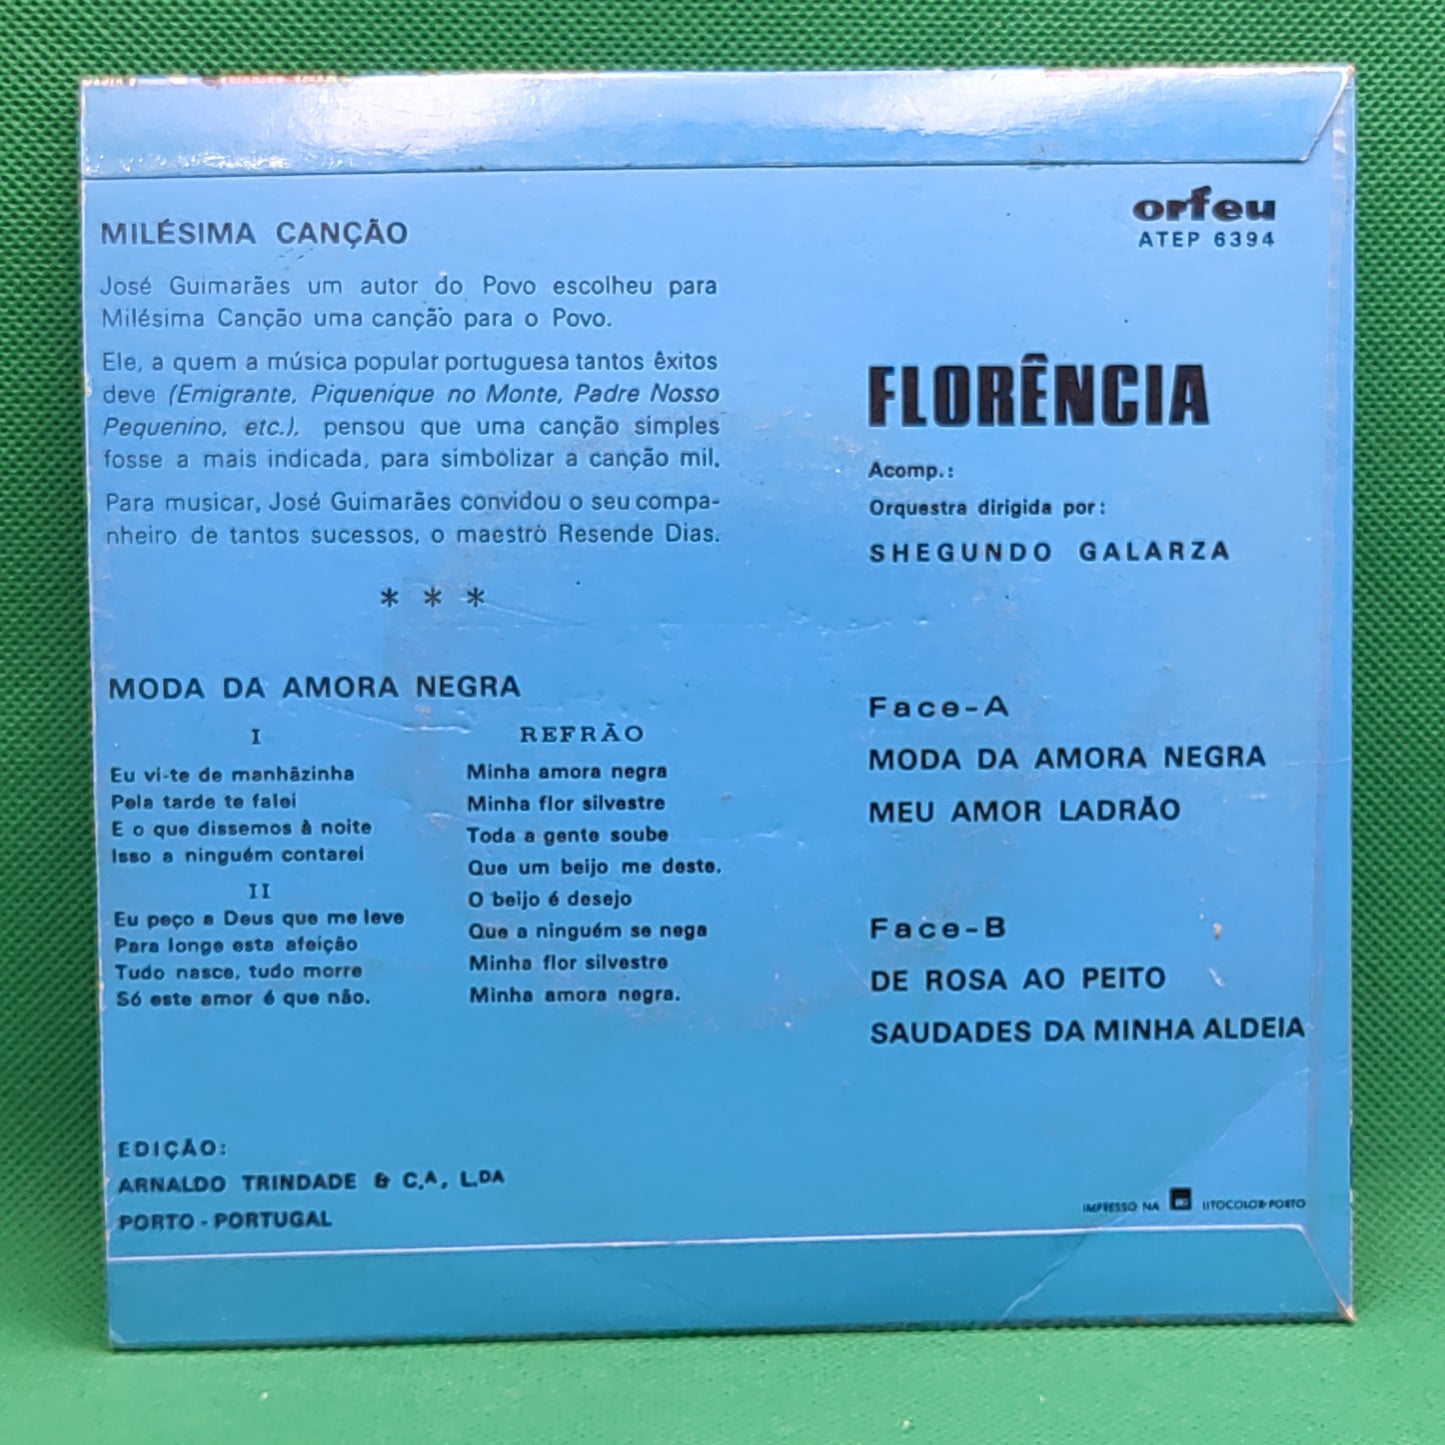 MILÉSIMA CANÇÃO
José Guimarães um autor do Povo escolheu para
Milésima Canção uma canção para o Povo.
Ele, a quem a música popular portuguesa tantos êxitos
deve (Emigrante, Piquenique no Monte, Padre Nosso
Pequenino, etc.), pensou que uma canção simples
fosse a mais indicada, para simbolizar a canção mil.
Para musicar, José Guimarães convidou o seu compa-
nheiro de tantos sucessos, o maestro Resende Dias.
* * *
MODA DA AMORA NEGRA
I
Eu vi-te de manhãzinha
Pela tarde te falei
E o que dissemos à noite
Isso a ninguém contarei
II
Eu peço a Deus que me leve
Para longe esta afeição
Tudo nasce, tudo morre
Só este amor é que não.
REFRÃO
Minha amora negra
Minha flor silvestre
Toda a gente soube
Que um beijo me deste.
O beijo é desejo
Que a ninguém se nega
Minha flor silvestre
Minha amora negra.
EDIÇÃO:
ARNALDO TRINDADE & C.A, L.DA
PORTO - PORTUGAL
orfeu
ATEP 6394
FLORÊNCIA
Acomp.:
Orquestra dirigida por:
SHEGUNDO GALARZA
Face-A
MODA DA AMORA NEGRA
MEU AMOR LADRÃO
Face-B
DE ROSA AO PEITO
SAUDADES DA MINHA ALDEIA
IMPRESSO NA LITOCOLOR-PORTO